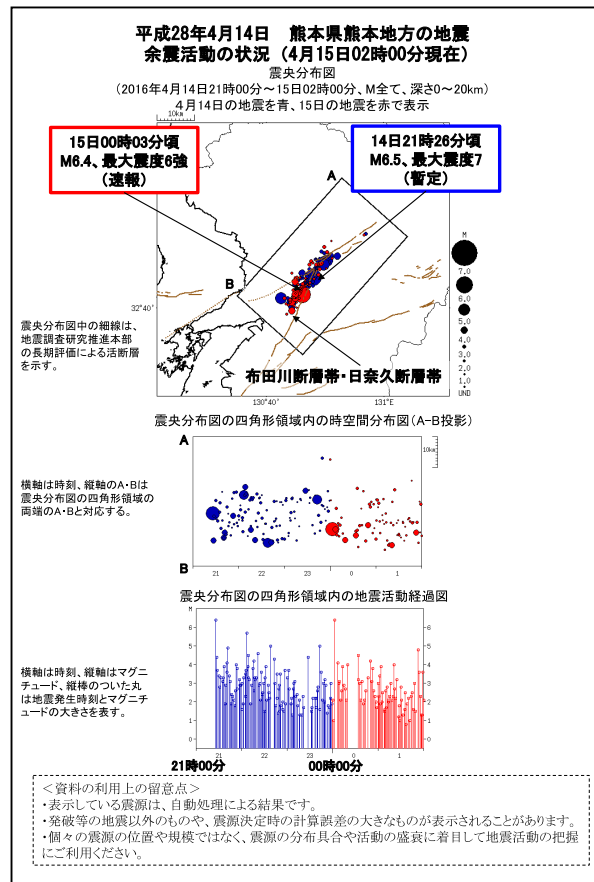 平成28年4月14日　熊本県熊本地方の地震
余震活動の状況（4月15日02時00分現在）
震央分布図
（2016年4月14日21時00分～15日02時00分、M全て、深さ0～20km）
4月14日の地震を青、15日の地震を赤で表示
10km
15日00時03分頃
M6.4、最大震度6強
（速報）
14日21時26分頃
M6.5、最大震度7
（暫定）
A
B
M
7.0
6.0
5.0
4.0
3.0
2.0
1.0
UND
32°40'
130°40'
131°E
震央分布図中の細線は、
地震調査研究推進本部
の長期評価による活断層
を示す。
布田川断層帯・日奈久断層帯
震央分布図の四角形領域内の時空間分布図（A-B投影）
A
10km
横軸は時刻、縦軸のA・Bは
震央分布図の四角形領域の
両端のA・Bと対応する。
B
21 22 23 0 1
震央分布図の四角形領域内の地震活動経過図
M
6 6
5 5
4 4
3 3
2 2
1 1
0 0
横軸は時刻、縦軸はマグニ
チュード、縦棒のついた丸
は地震発生時刻とマグニチ
ュードの大きさを表す。
21 22 23 0 1
21時00分 00時00分
＜資料の利用上の留意点＞
・表示している震源は、自動処理による結果です。
・発破等の地震以外のものや、震源決定時の計算誤差の大きなものが表示されることがあります。
・個々の震源の位置や規模ではなく、震源の分布具合や活動の盛衰に着目して地震活動の把握
にご利用ください。